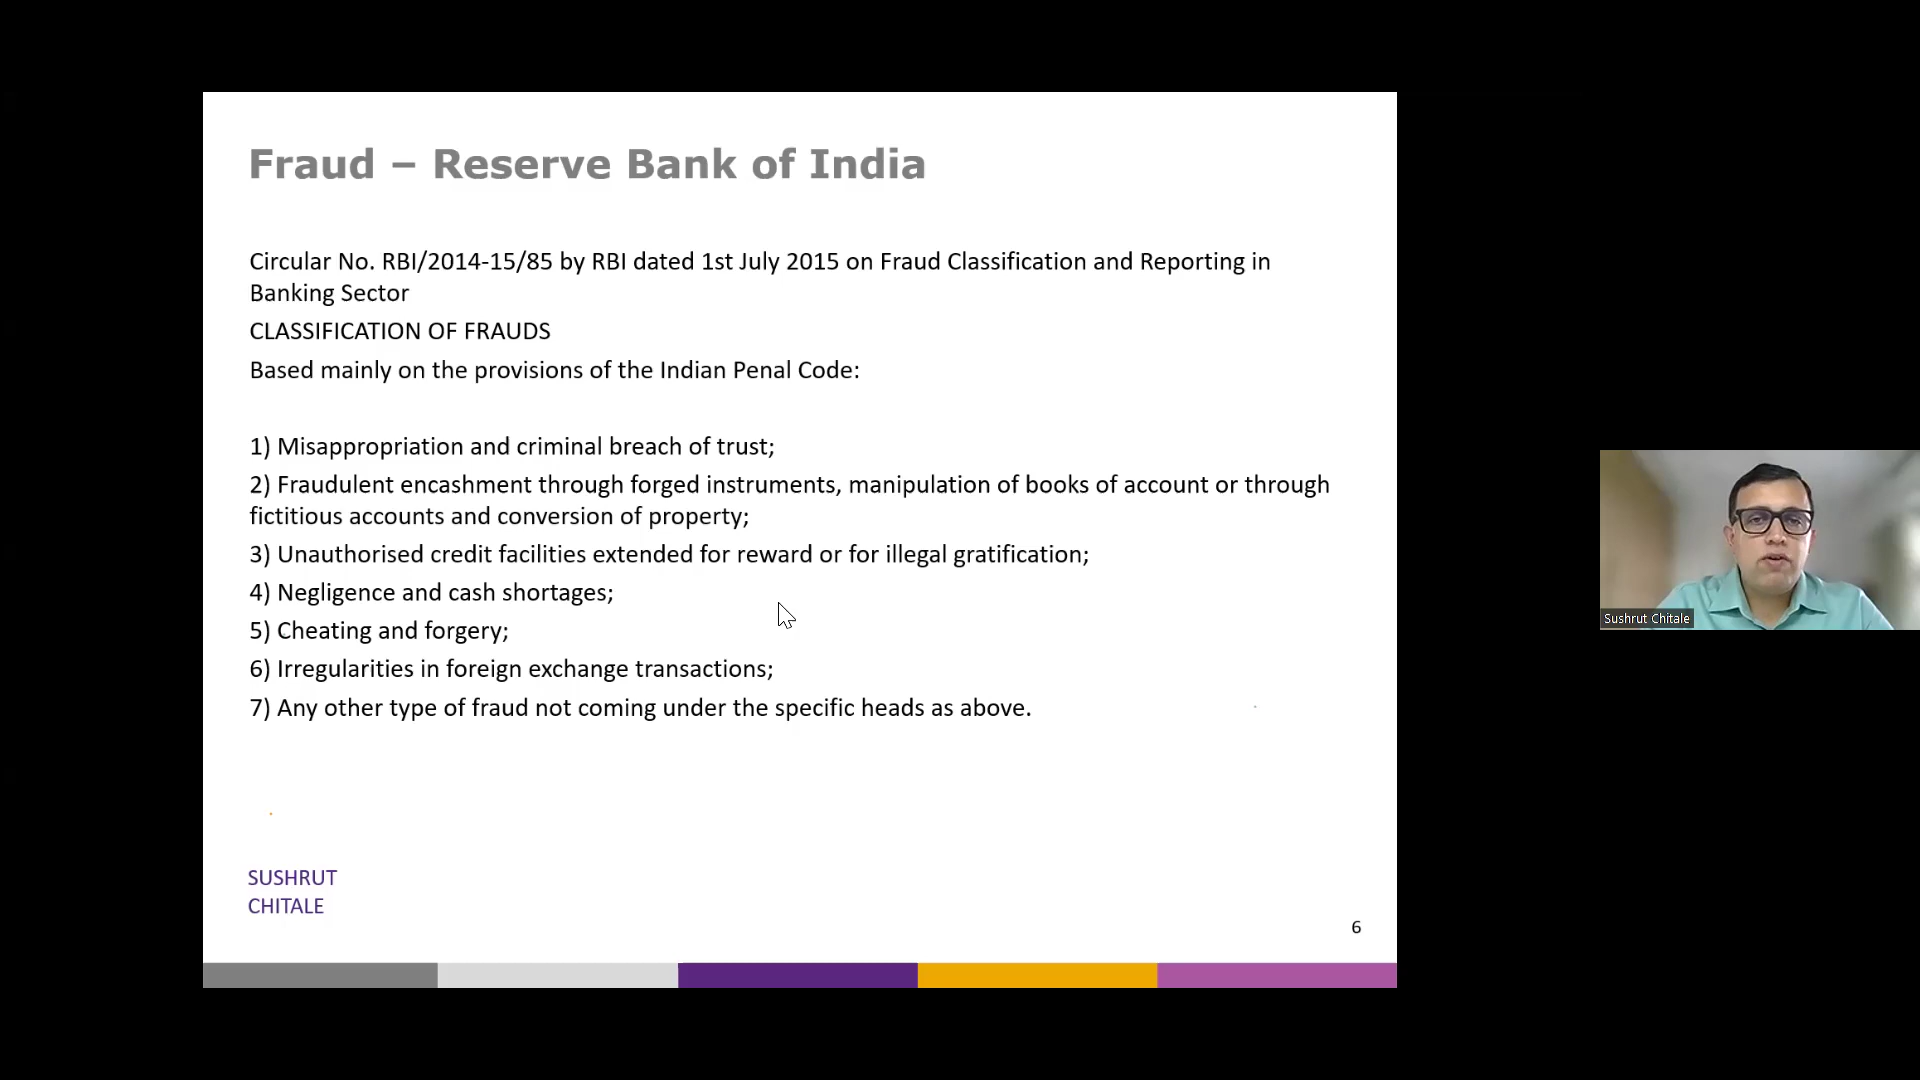 Fraud – Reserve Bank of India
Circular No. RBI/2014-15/85 by RBI dated 1st July 2015 on Fraud Classification and Reporting in
Banking Sector
CLASSIFICATION OF FRAUDS
Based mainly on the provisions of the Indian Penal Code:
1) Misappropriation and criminal breach of trust;
2) Fraudulent encashment through forged instruments, manipulation of books of account or through
fictitious accounts and conversion of property;
3) Unauthorised credit facilities extended for reward or for illegal gratification;
4) Negligence and cash shortages;
5) Cheating and forgery;
6) Irregularities in foreign exchange transactions;
7) Any other type of fraud not coming under the specific heads as above.
SUSHRUT
CHITALE
6
Sushrut Chitale